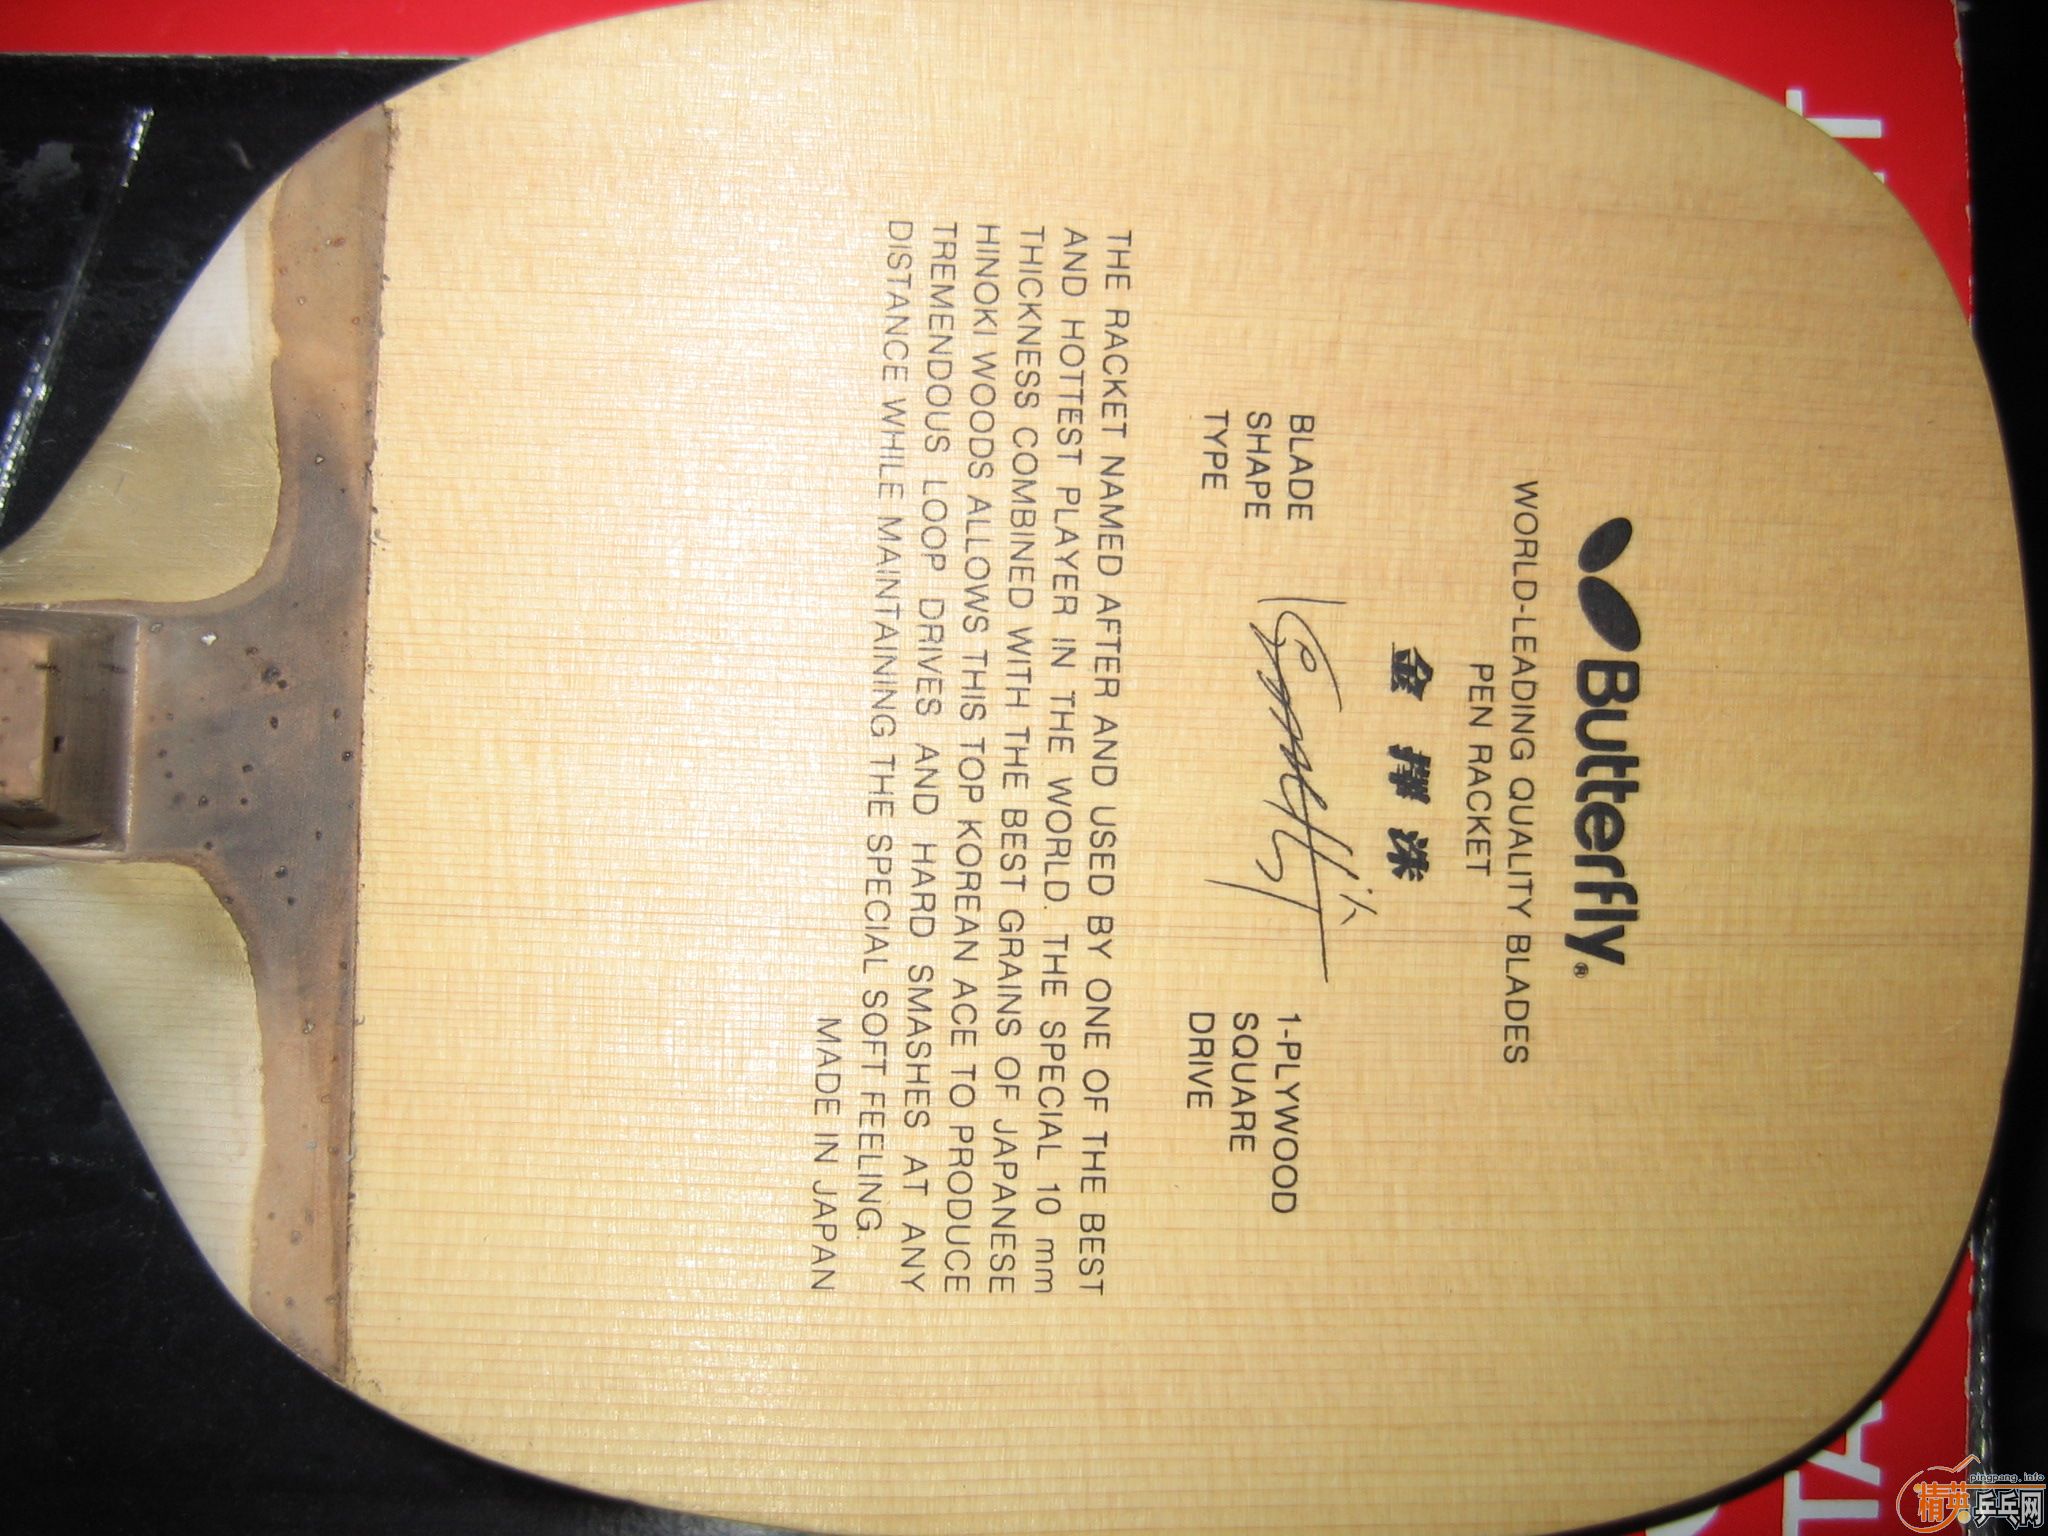 Butterfly®
WORLD-LEADING QUALITY BLADES
PEN RACKET
金擇洙
BLADE 1-PLYWOOD
SHAPE SQUARE
TYPE DRIVE
THE RACKET NAMED AFTER AND USED BY ONE OF THE BEST
AND HOTTEST PLAYER IN THE WORLD. THE SPECIAL 10 mm
THICKNESS COMBINED WITH THE BEST GRAINS OF JAPANESE
HINOKI WOODS ALLOWS THIS TOP KOREAN ACE TO PRODUCE
TREMENDOUS LOOP DRIVES AND HARD SMASHES AT ANY
DISTANCE WHILE MAINTAINING THE SPECIAL SOFT FEELING.
MADE IN JAPAN
TA
pingpang.info
精英乒乓网